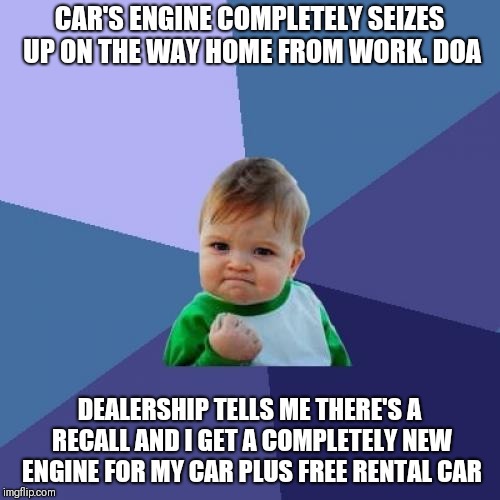 CAR'S ENGINE COMPLETELY SEIZES
UP ON THE WAY HOME FROM WORK. DOA
DEALERSHIP TELLS ME THERE'S A
RECALL AND I GET A COMPLETELY NEW
ENGINE FOR MY CAR PLUS FREE RENTAL CAR
imgflip.com